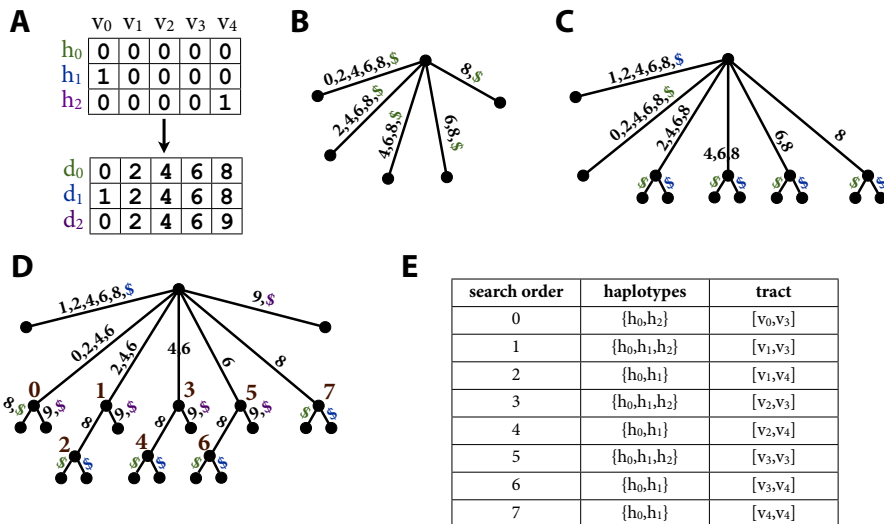 A
v0 v1 v2 v3 v4
h0 0 0 0 0 0
h1 1 0 0 0 0
h2 0 0 0 0 1
d0 0 2 4 6 8
d1 1 2 4 6 8
d2 0 2 4 6 9
B
0,2,4,6,8,$
2,4,6,8,$
4,6,8,$
6,8,$
8,$
C
1,2,4,6,8,$
0,2,4,6,8,$
2,4,6,8
4,6,8
6,8
8
$ $ $ $ $ $ $ $
D
1,2,4,6,8,$
0,2,4,6
2,4,6
4,6
6
8
9,$
0 1 3 5 7
8,$ 9,$ 8 9,$ 8 9,$ 8 9,$ $ $
2 4 6
$ $ $ $ $ $
E
search order haplotypes tract
0 {h0,h2} [v0,v3]
1 {h0,h1,h2} [v1,v3]
2 {h0,h1} [v1,v4]
3 {h0,h1,h2} [v2,v3]
4 {h0,h1} [v2,v4]
5 {h0,h1,h2} [v3,v3]
6 {h0,h1} [v3,v4]
7 {h0,h1} [v4,v4]